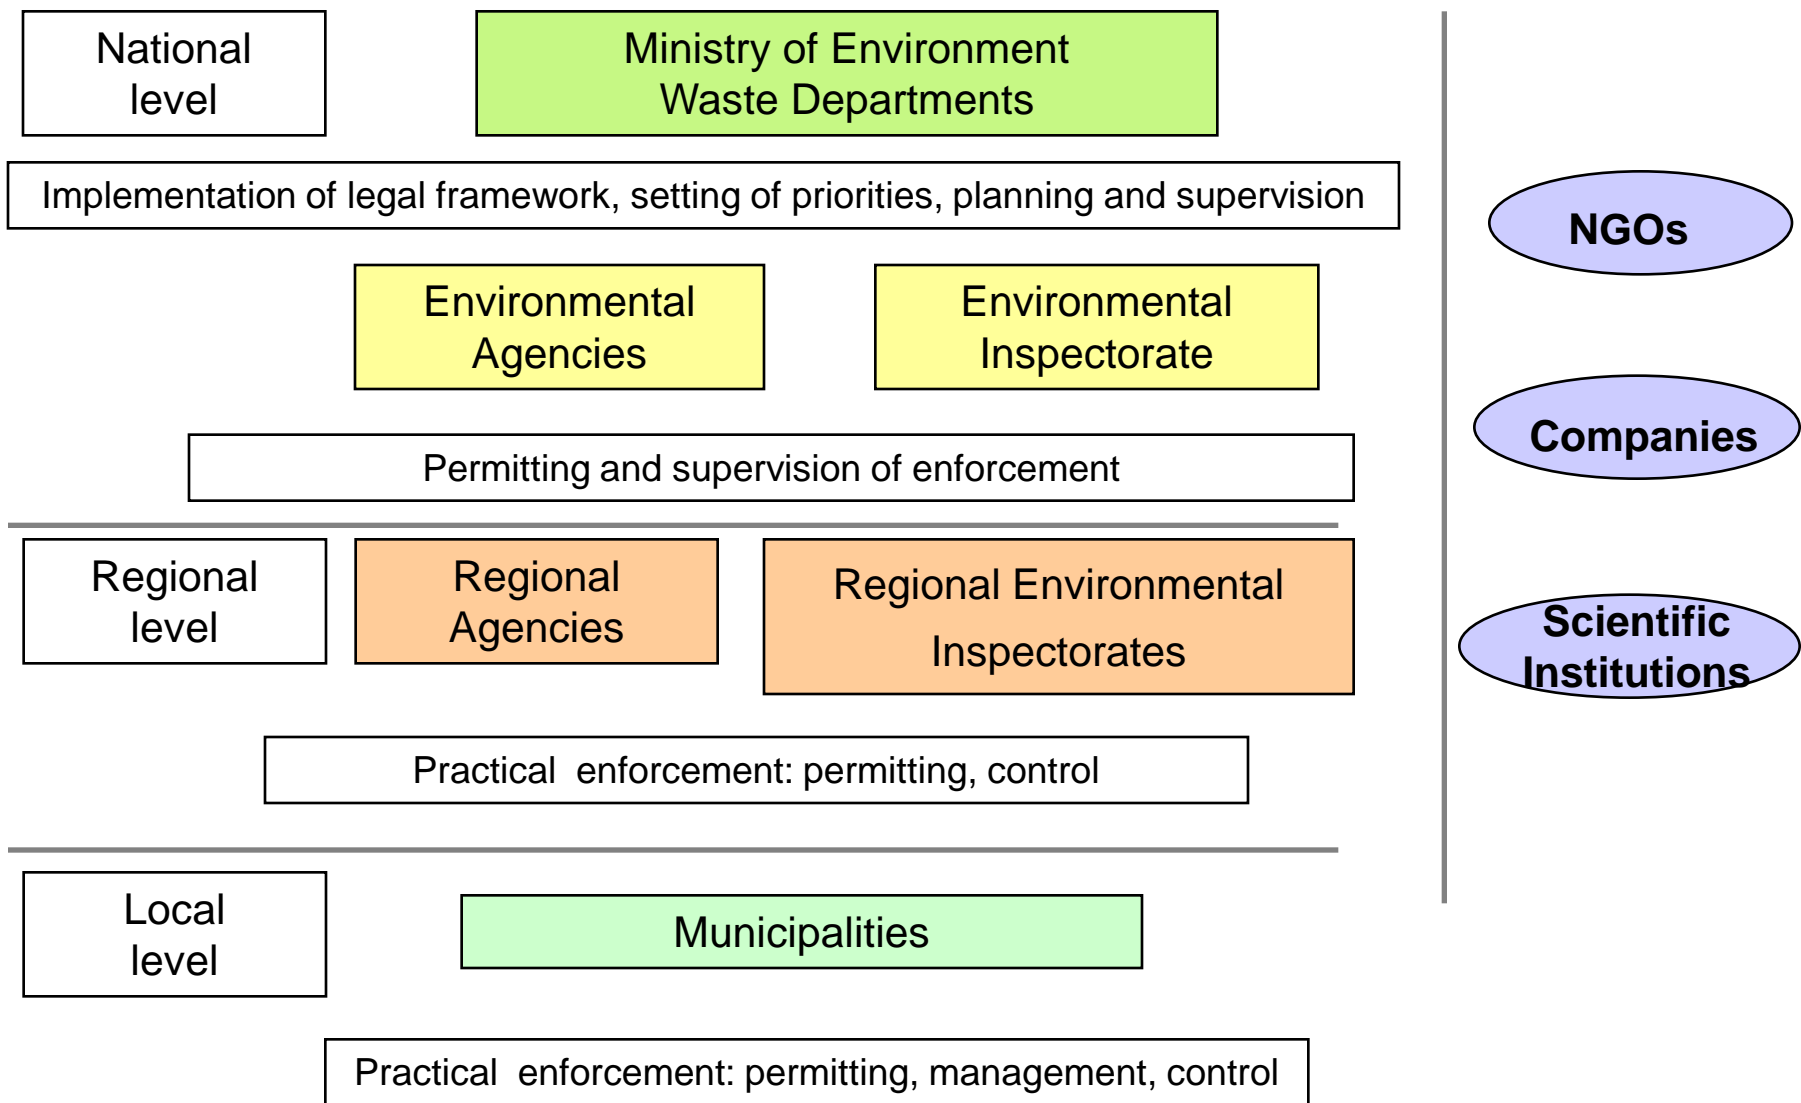 National
level
Ministry of Environment
Waste Departments
Implementation of legal framework, setting of priorities, planning and supervision
Environmental
Agencies
Environmental
Inspectorate
Permitting and supervision of enforcement
Regional
level
Regional
Agencies
Regional Environmental
Inspectorates
Practical  enforcement: permitting, control
Local
level
Municipalities
Practical  enforcement: permitting, management, control
NGOs
Companies
Scientific
Institutions